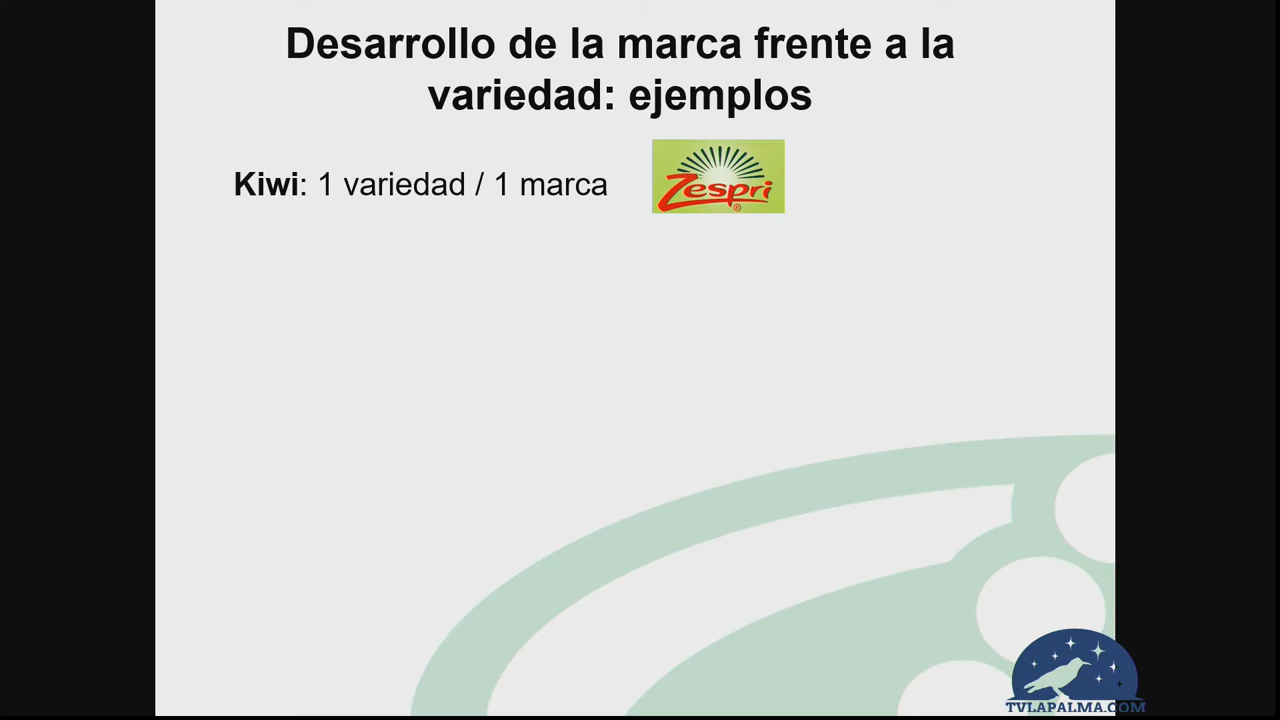 Desarrollo de la marca frente a la
variedad: ejemplos
Kiwi: 1 variedad / 1 marca
Zespri®
TVLAPALMA.COM